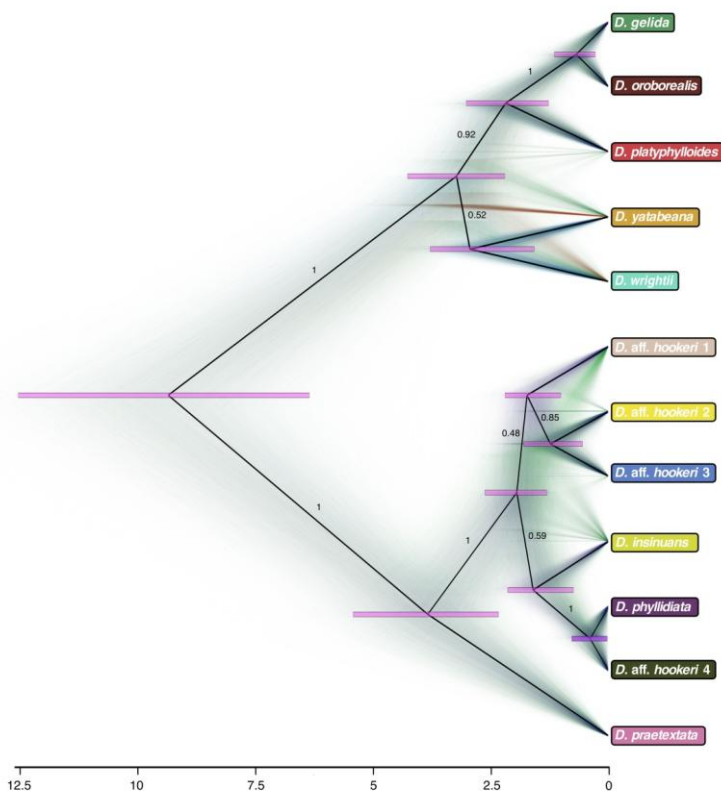 D. gelida
1
D. oroborealis
0.92
D. platyphylloides
0.52
D. yatabeana
1
D. wrightii
D. aff. hookeri 1
0.85
D. aff. hookeri 2
0.48
D. aff. hookeri 3
1
0.59
D. insinuans
1
1
D. phyllidiata
D. aff. hookeri 4
D. praetextata
12.5 10 7.5 5 2.5 0